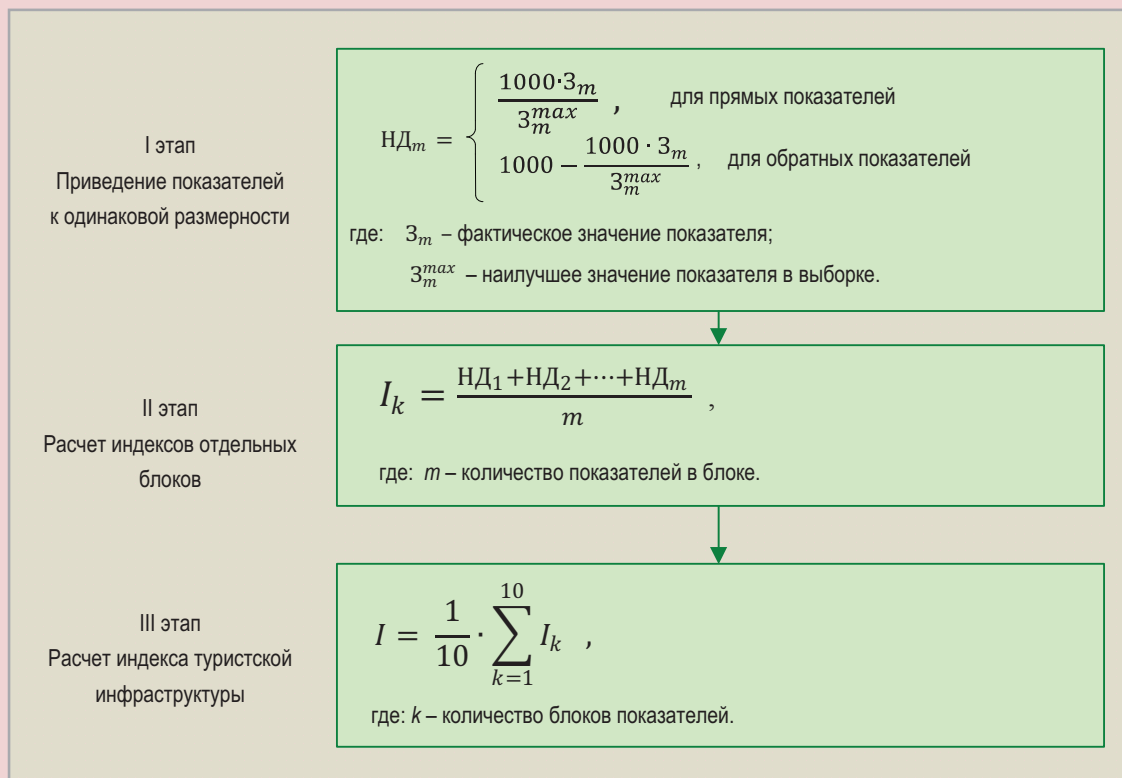 I этап
Приведение показателей
к одинаковой размерности
НД_m = { 1000·З_m / З_m^max , для прямых показателей
1000 − 1000 · З_m / З_m^max , для обратных показателей
где: З_m – фактическое значение показателя;
З_m^max – наилучшее значение показателя в выборке.
II этап
Расчет индексов отдельных
блоков
I_k = НД_1+НД_2+⋯+НД_m / m ,
где: m – количество показателей в блоке.
III этап
Расчет индекса туристской
инфраструктуры
I = 1/10 · ∑_{k=1}^{10} I_k ,
где: k – количество блоков показателей.